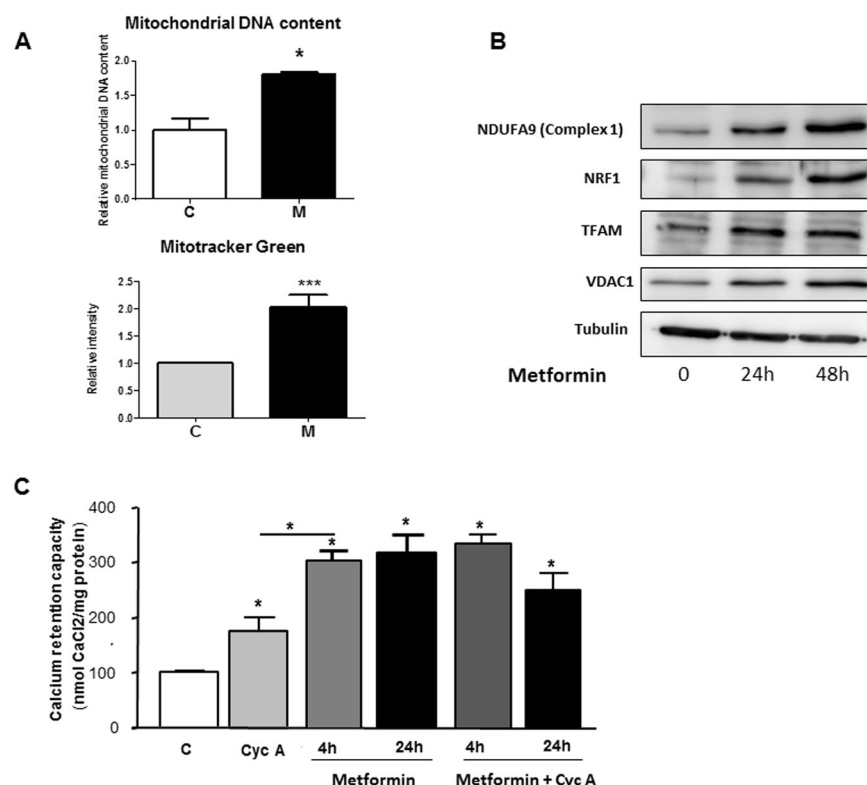 A
Mitochondrial DNA content
Relative mitochondrial DNA content
2.0
1.5
1.0
0.5
0.0
*
C
M
Mitotracker Green
Relative intensity
2.5
2.0
1.5
1.0
0.5
0.0
***
C
M
B
NDUFA9 (Complex 1)
NRF1
TFAM
VDAC1
Tubulin
Metformin
0
24h
48h
C
Calcium retention capacity
(nmol CaCl2/mg protein)
400
300
200
100
0
*
*
*
*
*
*
C
Cyc A
4h
24h
4h
24h
Metformin
Metformin + Cyc A